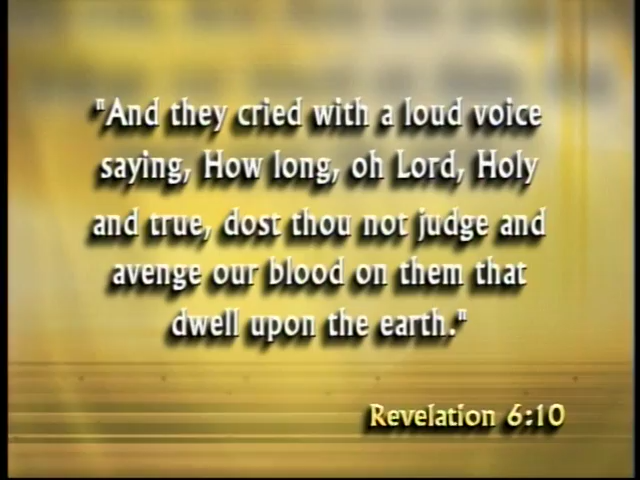 "And they cried with a loud voice
saying, How long, oh Lord, Holy
and true, dost thou not judge and
avenge our blood on them that
dwell upon the earth."
Revelation 6:10